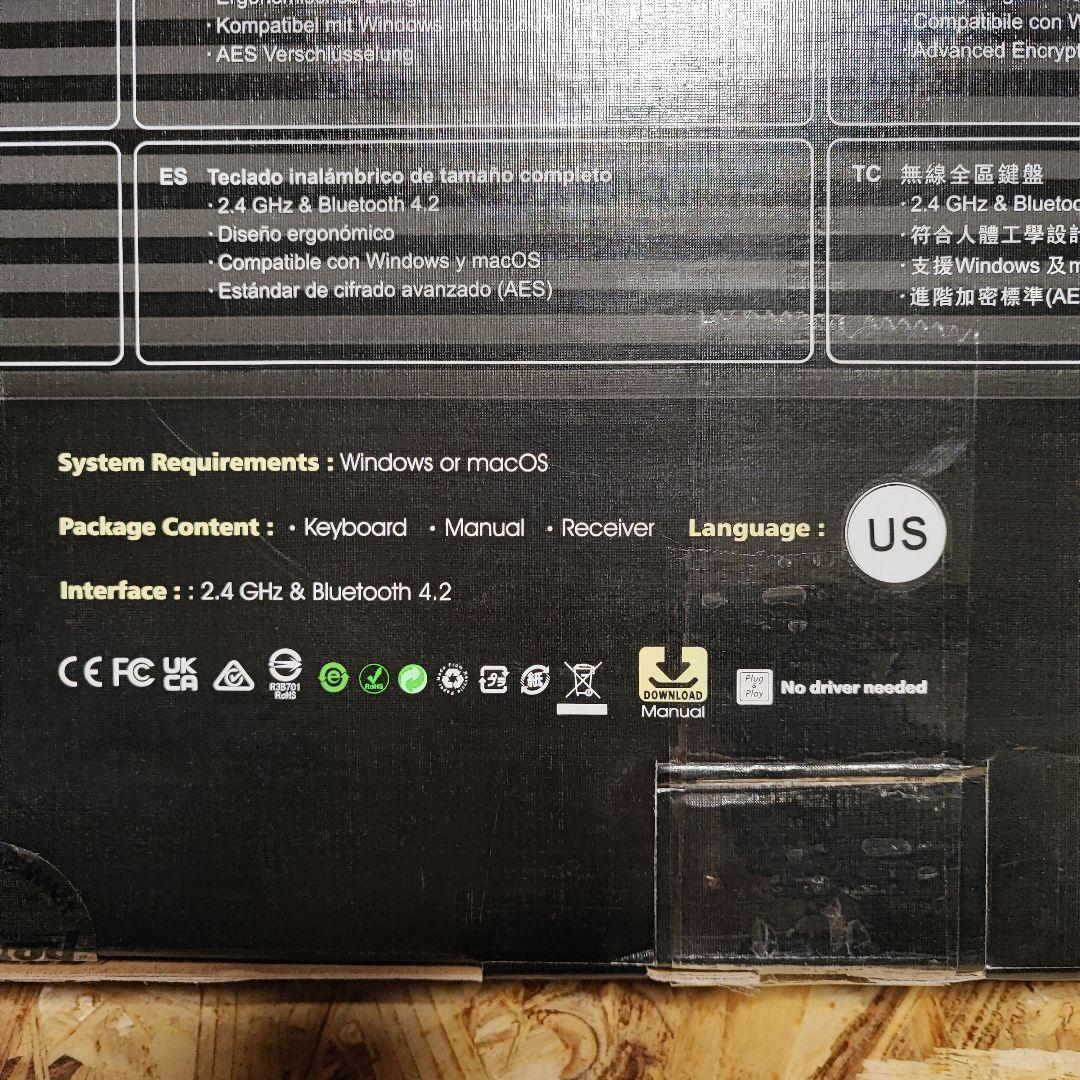 · Kompatibel mit Windows und macOS
· AES Verschlüsselung
· Compatibile con
· Advanced
ES Teclado inalámbrico de tamaño completo
· 2.4 GHz & Bluetooth 4.2
· Diseño ergonómico
· Compatible con Windows y macOS
· Estándar de cifrado avanzado (AES)
TC 無線全區鍵盤
· 2.4 GHz &
· 符合人體工學設計
· 支援Windows 及
· 進階加密標準(AE
System Requirements : Windows or macOS
Package Content : · Keyboard · Manual · Receiver Language : US
Interface : : 2.4 GHz & Bluetooth 4.2
CE FC UK CA R3B701 RoHS e RoHS プラ 紙 DOWNLOAD Manual Plug & Play No driver needed